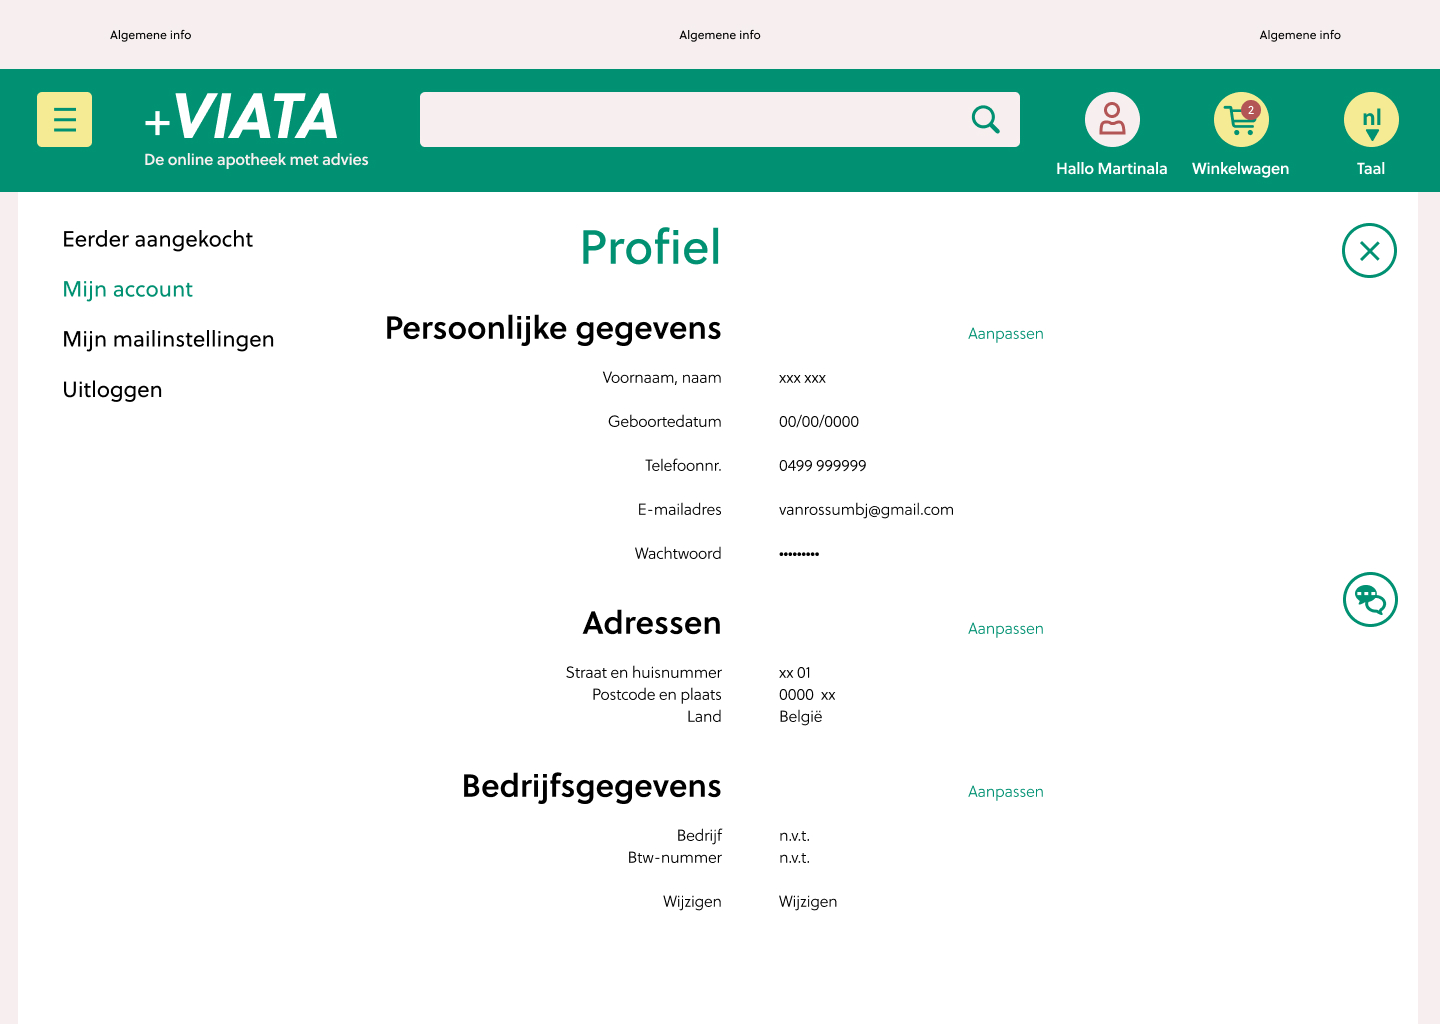 Algemene info
Algemene info
Algemene info
+VIATA
De online apotheek met advies
2
nl
Hallo Martinala
Winkelwagen
Taal
Eerder aangekocht
Mijn account
Mijn mailinstellingen
Uitloggen
Profiel
Persoonlijke gegevens
Aanpassen
Voornaam, naam xxx xxx
Geboortedatum 00/00/0000
Telefoonnr. 0499 999999
E-mailadres vanrossumbj@gmail.com
Wachtwoord •••••••••
Adressen
Aanpassen
Straat en huisnummer xx 01
Postcode en plaats 0000 xx
Land België
Bedrijfsgegevens
Aanpassen
Bedrijf n.v.t.
Btw-nummer n.v.t.
Wijzigen Wijzigen